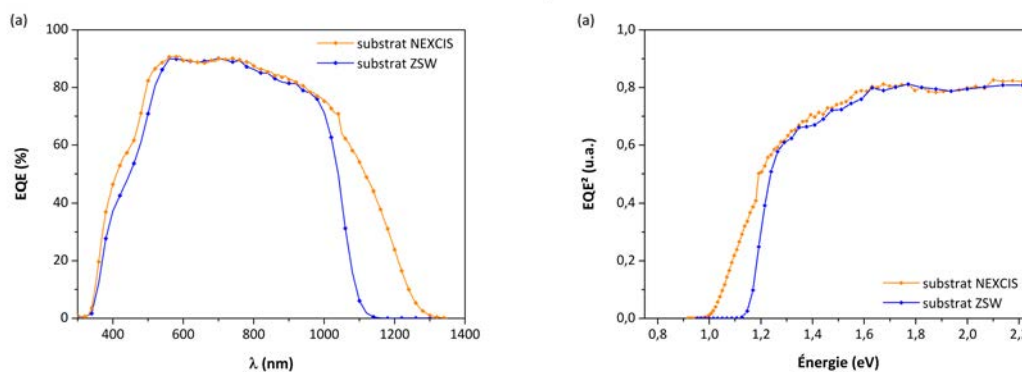 (a)
100
80
60
40
20
0
EQE (%)
substrat NEXCIS
substrat ZSW
400
600
800
1000
1200
1400
λ (nm)
(a)
1,0
0,8
0,6
0,4
0,2
0,0
EQE² (u.a.)
substrat NEXCIS
substrat ZSW
0,8
1,0
1,2
1,4
1,6
1,8
2,0
2,2
Énergie (eV)